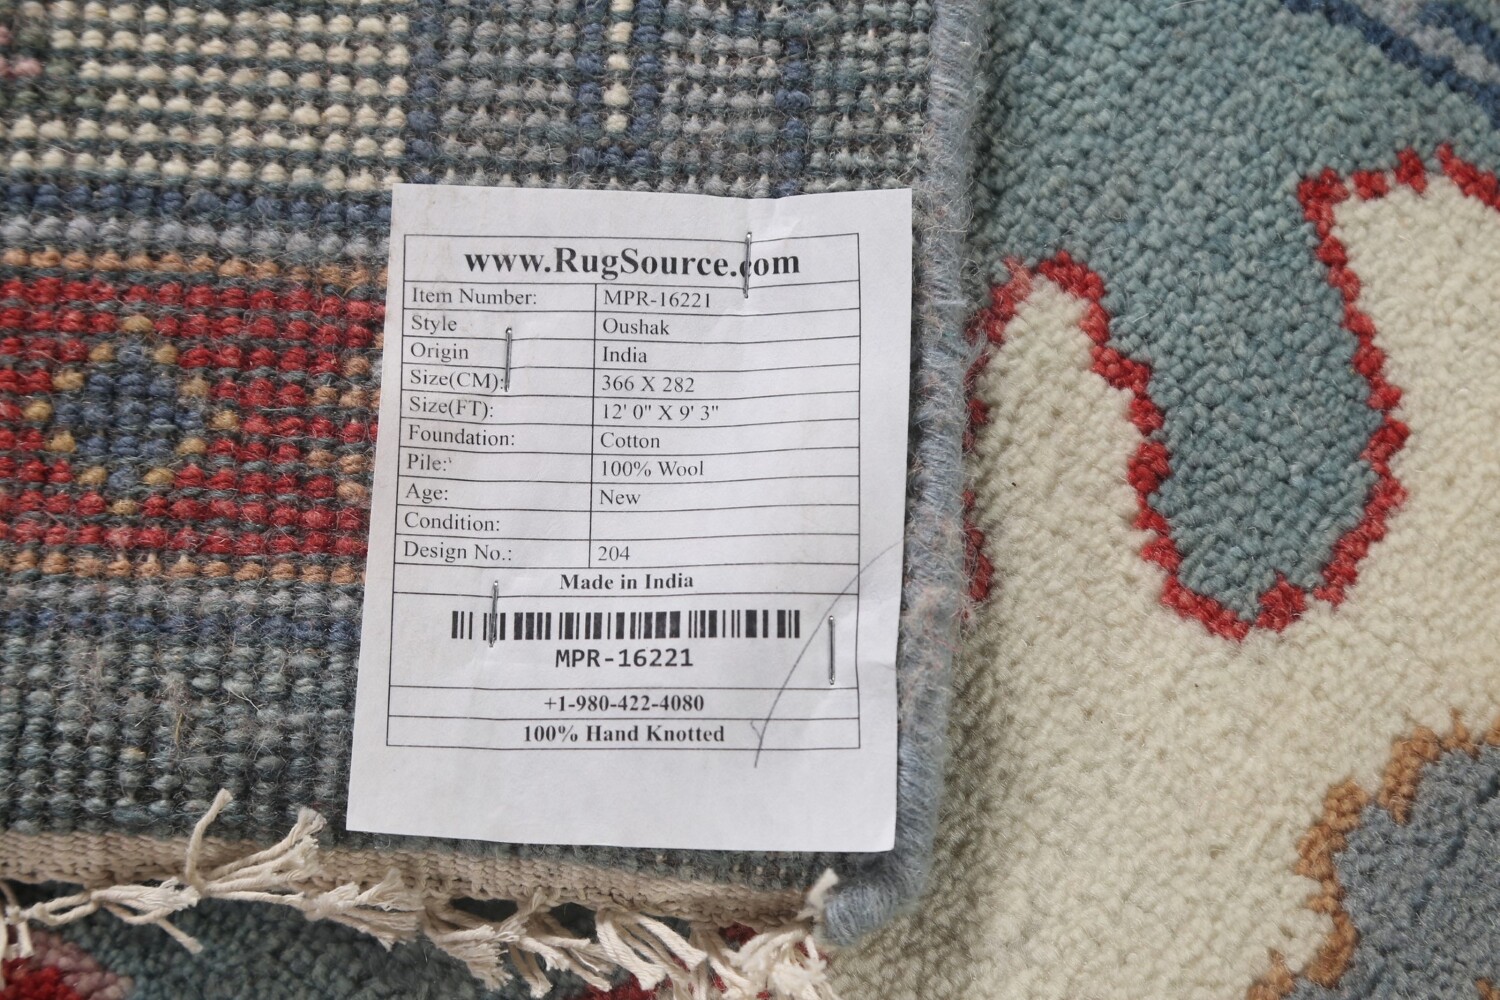 www.RugSource.com
Item Number: MPR-16221
Style Oushak
Origin India
Size(CM): 366 X 282
Size(FT): 12' 0" X 9' 3"
Foundation: Cotton
Pile: 100% Wool
Age: New
Condition:
Design No.: 204
Made in India
MPR-16221
+1-980-422-4080
100% Hand Knotted